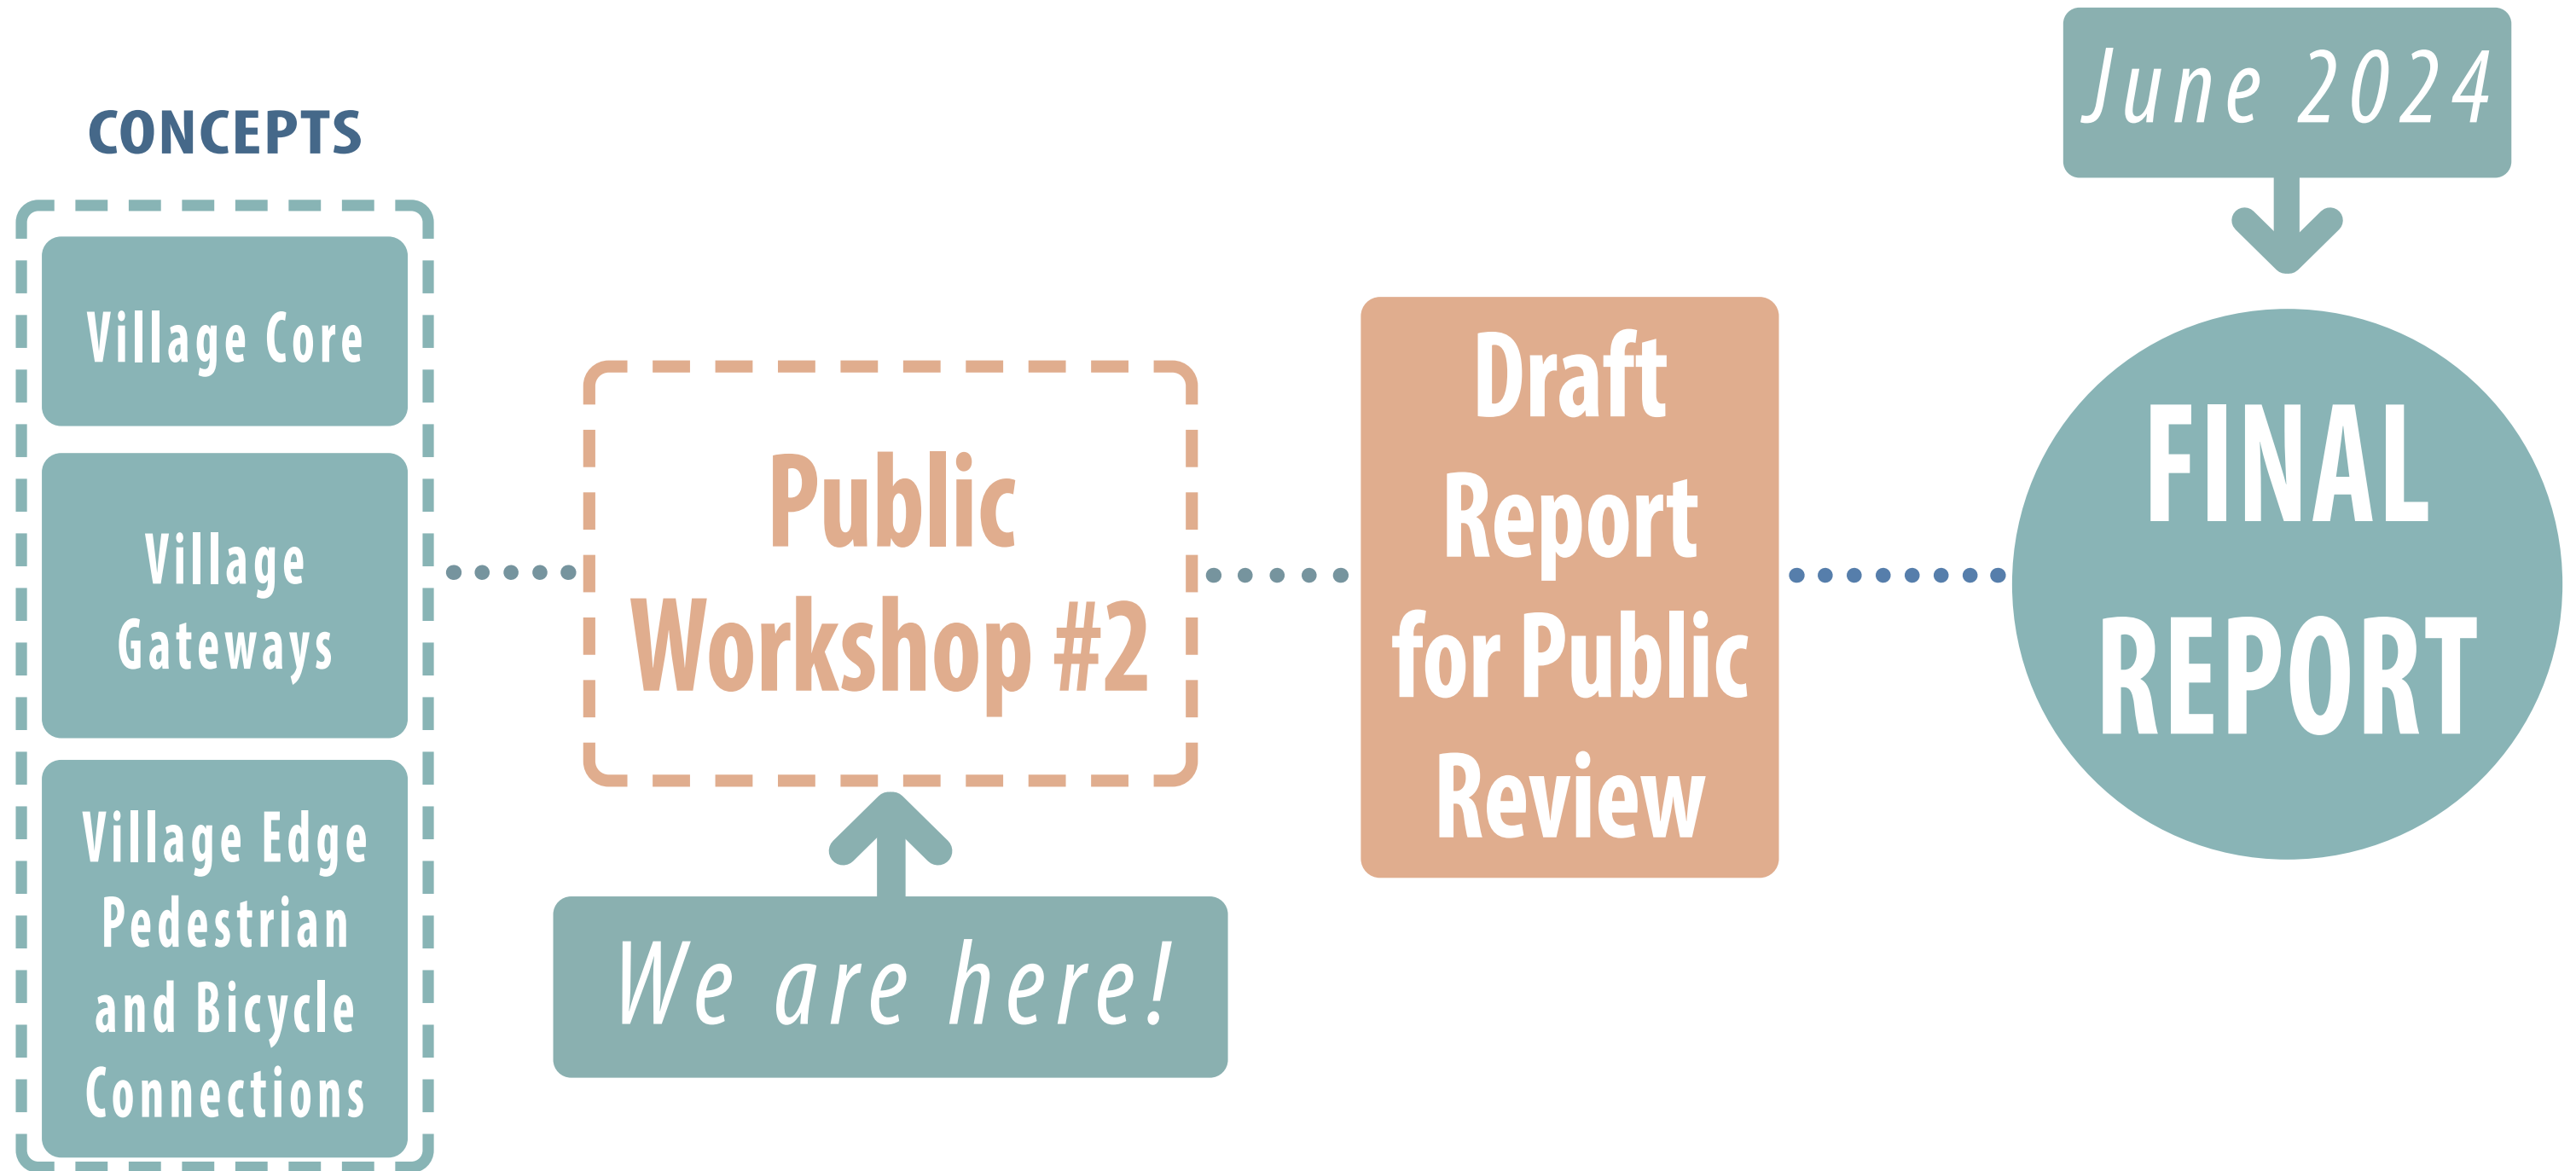 CONCEPTS
Village Core
Village
Gateways
Village Edge
Pedestrian
and Bicycle
Connections
Public
Workshop #2
We are here!
Draft
Report
for Public
Review
June 2024
FINAL
REPORT